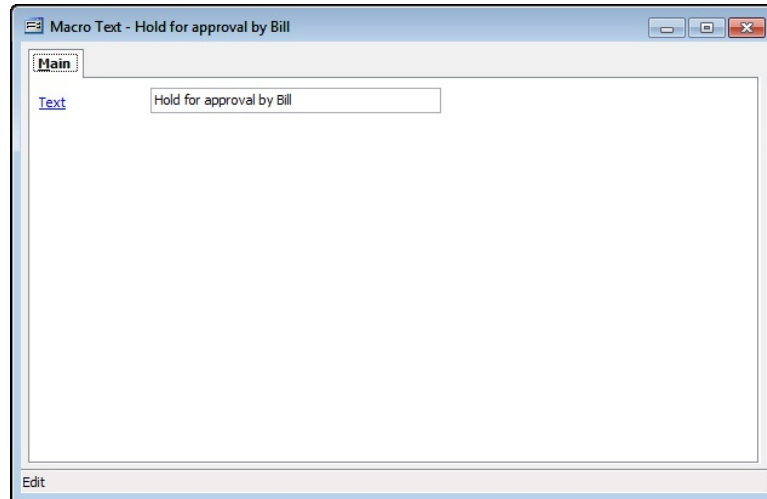 Macro Text - Hold for approval by Bill
Main
Text Hold for approval by Bill
Edit